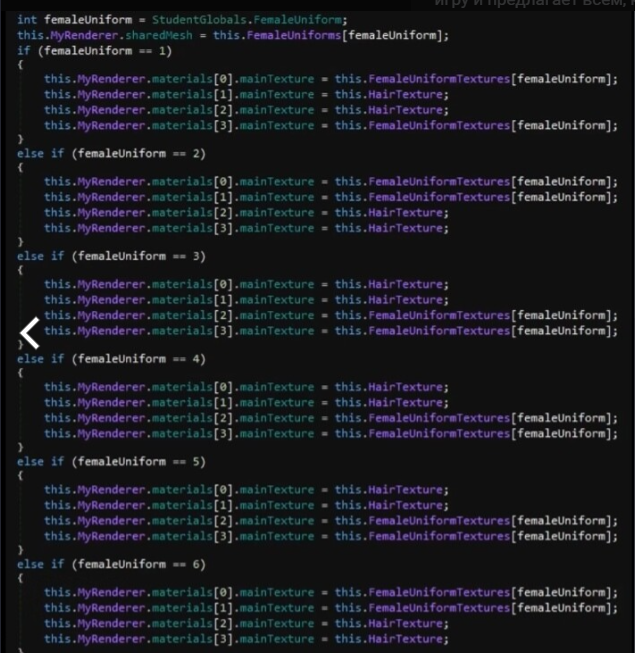 игру и предлагает всем, к
int femaleUniform = StudentGlobals.FemaleUniform;
this.MyRenderer.sharedMesh = this.FemaleUniforms[femaleUniform];
if (femaleUniform == 1)
{
this.MyRenderer.materials[0].mainTexture = this.FemaleUniformTextures[femaleUniform];
this.MyRenderer.materials[1].mainTexture = this.HairTexture;
this.MyRenderer.materials[2].mainTexture = this.HairTexture;
this.MyRenderer.materials[3].mainTexture = this.FemaleUniformTextures[femaleUniform];
}
else if (femaleUniform == 2)
{
this.MyRenderer.materials[0].mainTexture = this.FemaleUniformTextures[femaleUniform];
this.MyRenderer.materials[1].mainTexture = this.FemaleUniformTextures[femaleUniform];
this.MyRenderer.materials[2].mainTexture = this.HairTexture;
this.MyRenderer.materials[3].mainTexture = this.HairTexture;
}
else if (femaleUniform == 3)
{
this.MyRenderer.materials[0].mainTexture = this.HairTexture;
this.MyRenderer.materials[1].mainTexture = this.HairTexture;
this.MyRenderer.materials[2].mainTexture = this.FemaleUniformTextures[femaleUniform];
this.MyRenderer.materials[3].mainTexture = this.FemaleUniformTextures[femaleUniform];
}
else if (femaleUniform == 4)
{
this.MyRenderer.materials[0].mainTexture = this.HairTexture;
this.MyRenderer.materials[1].mainTexture = this.HairTexture;
this.MyRenderer.materials[2].mainTexture = this.FemaleUniformTextures[femaleUniform];
this.MyRenderer.materials[3].mainTexture = this.FemaleUniformTextures[femaleUniform];
}
else if (femaleUniform == 5)
{
this.MyRenderer.materials[0].mainTexture = this.HairTexture;
this.MyRenderer.materials[1].mainTexture = this.HairTexture;
this.MyRenderer.materials[2].mainTexture = this.FemaleUniformTextures[femaleUniform];
this.MyRenderer.materials[3].mainTexture = this.FemaleUniformTextures[femaleUniform];
}
else if (femaleUniform == 6)
{
this.MyRenderer.materials[0].mainTexture = this.FemaleUniformTextures[femaleUniform];
this.MyRenderer.materials[1].mainTexture = this.FemaleUniformTextures[femaleUniform];
this.MyRenderer.materials[2].mainTexture = this.HairTexture;
this.MyRenderer.materials[3].mainTexture = this.HairTexture;
}